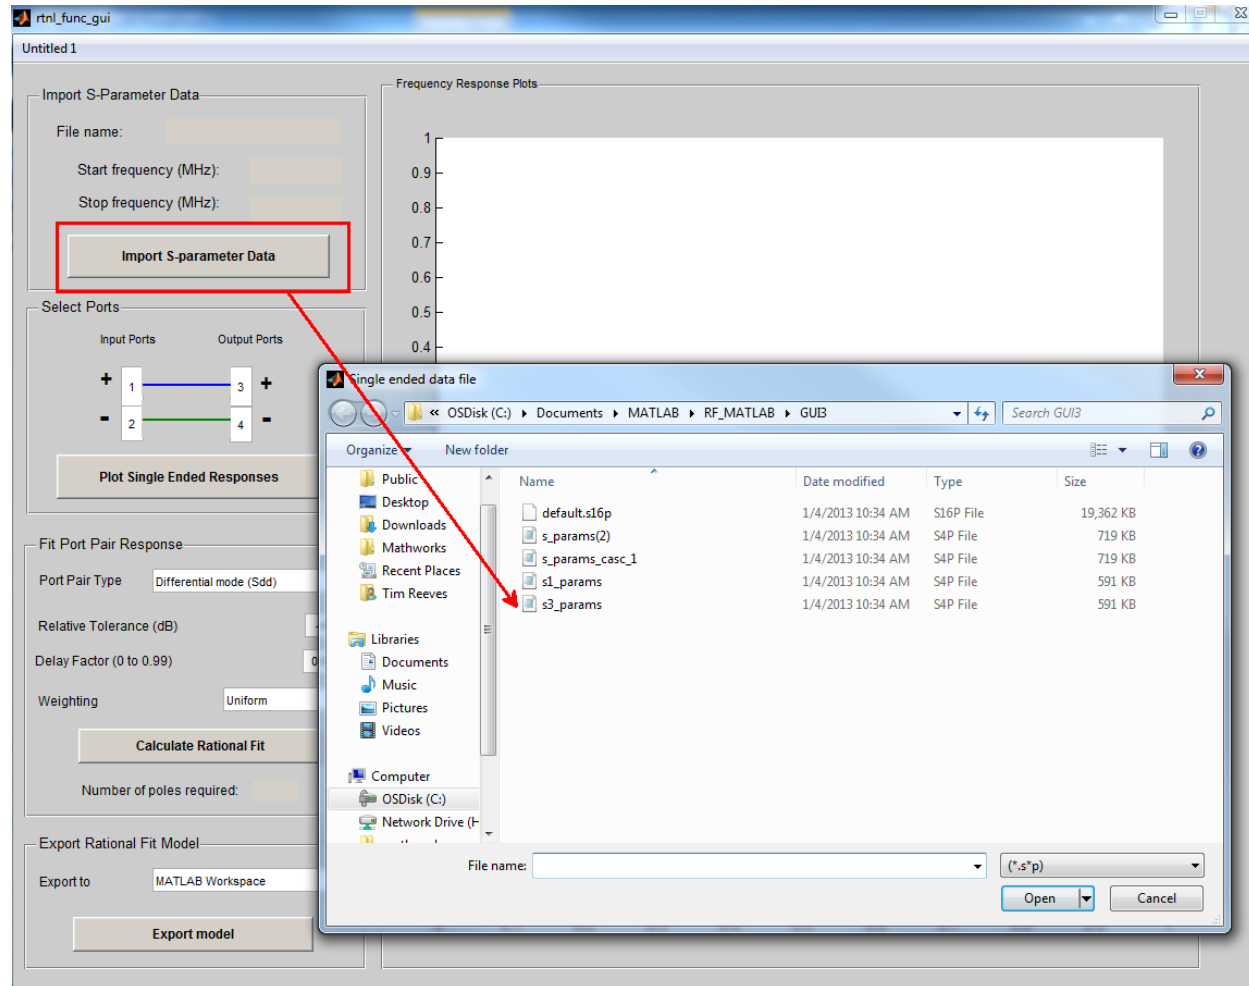 rtnl_func_gui
Untitled 1
Import S-Parameter Data
File name:
Start frequency (MHz):
Stop frequency (MHz):
Import S-parameter Data
Select Ports
Input Ports Output Ports
+ 1 3 +
- 2 4 -
Plot Single Ended Responses
Fit Port Pair Response
Port Pair Type Differential mode (Sdd)
Relative Tolerance (dB)
Delay Factor (0 to 0.99) 0
Weighting Uniform
Calculate Rational Fit
Number of poles required:
Export Rational Fit Model
Export to MATLAB Workspace
Export model
Frequency Response Plots
1
0.9
0.8
0.7
0.6
0.5
0.4
Single ended data file
« OSDisk (C:) Documents MATLAB RF_MATLAB GUI3
Search GUI3
Organize New folder
Public
Desktop
Downloads
Mathworks
Recent Places
Tim Reeves
Libraries
Documents
Music
Pictures
Videos
Computer
OSDisk (C:)
Network Drive (H
Name Date modified Type Size
default.s16p 1/4/2013 10:34 AM S16P File 19,362 KB
s_params(2) 1/4/2013 10:34 AM S4P File 719 KB
s_params_casc_1 1/4/2013 10:34 AM S4P File 719 KB
s1_params 1/4/2013 10:34 AM S4P File 591 KB
s3_params 1/4/2013 10:34 AM S4P File 591 KB
File name: (*.s*p)
Open Cancel